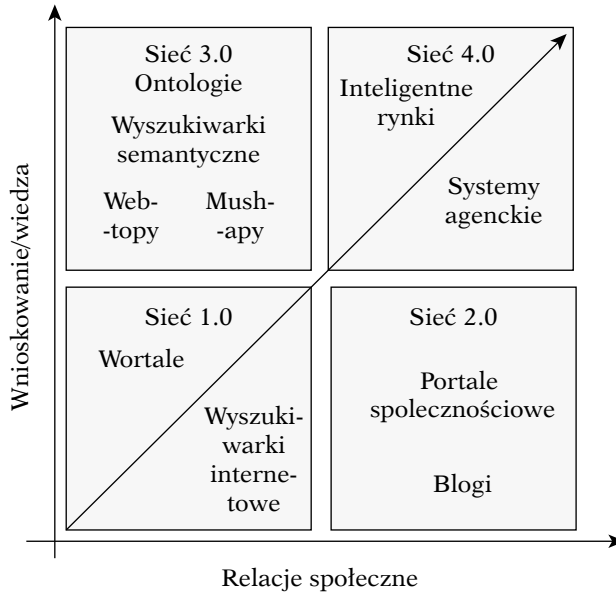 Wnioskowanie/wiedza
Sieć 3.0
Ontologie
Wyszukiwarki
semantyczne
Web-
-topy
Mush-
-apy
Sieć 4.0
Inteligentne
rynki
Systemy
agenckie
Sieć 1.0
Wortale
Wyszuki-
warki
interne-
towe
Sieć 2.0
Portale
spolecznościowe
Blogi
Relacje społeczne